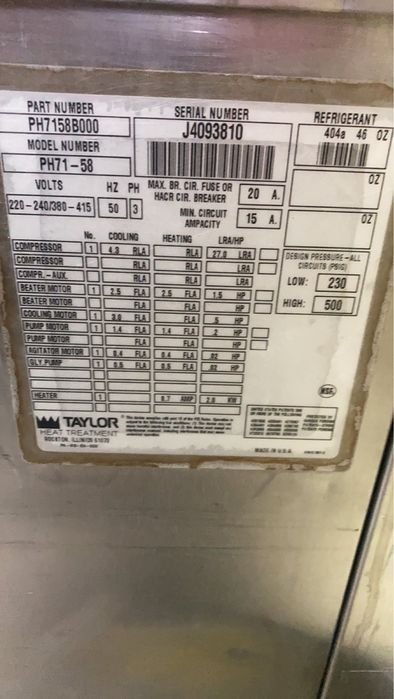 PART NUMBER
PH7158B000
SERIAL NUMBER
J4093810
REFRIGERANT
404a 46 OZ
OZ
OZ
MODEL NUMBER
PH71-58
VOLTS HZ PH
220-240/380-415 50 3
MAX. BR. CIR. FUSE OR
HACR CIR. BREAKER 20 A.
MIN. CIRCUIT
AMPACITY 15 A.
DESIGN PRESSURE-ALL
CIRCUITS (PSIG)
LOW: 230
HIGH: 500
No. COOLING HEATING LRA/HP
COMPRESSOR 1 4.3 RLA RLA 27.0 LRA
COMPRESSOR RLA RLA LRA
COMPR.-AUX. RLA RLA LRA
BEATER MOTOR 1 2.5 FLA 2.5 FLA 1.5 HP
BEATER MOTOR FLA FLA HP
COOLING MOTOR 1 3.0 FLA FLA HP
PUMP MOTOR 1 1.4 FLA 1.4 FLA HP
PUMP MOTOR FLA FLA HP
AGITATOR MOTOR 1 0.4 FLA 0.4 FLA .02 HP
GLY.PUMP 1 0.5 FLA 0.5 FLA .02 HP
HEATER 1 AMP 2.0 KW
NSF
TAYLOR
HEAT TREATMENT
ROCKTON, ILLINOIS 61072
MADE IN U.S.A.